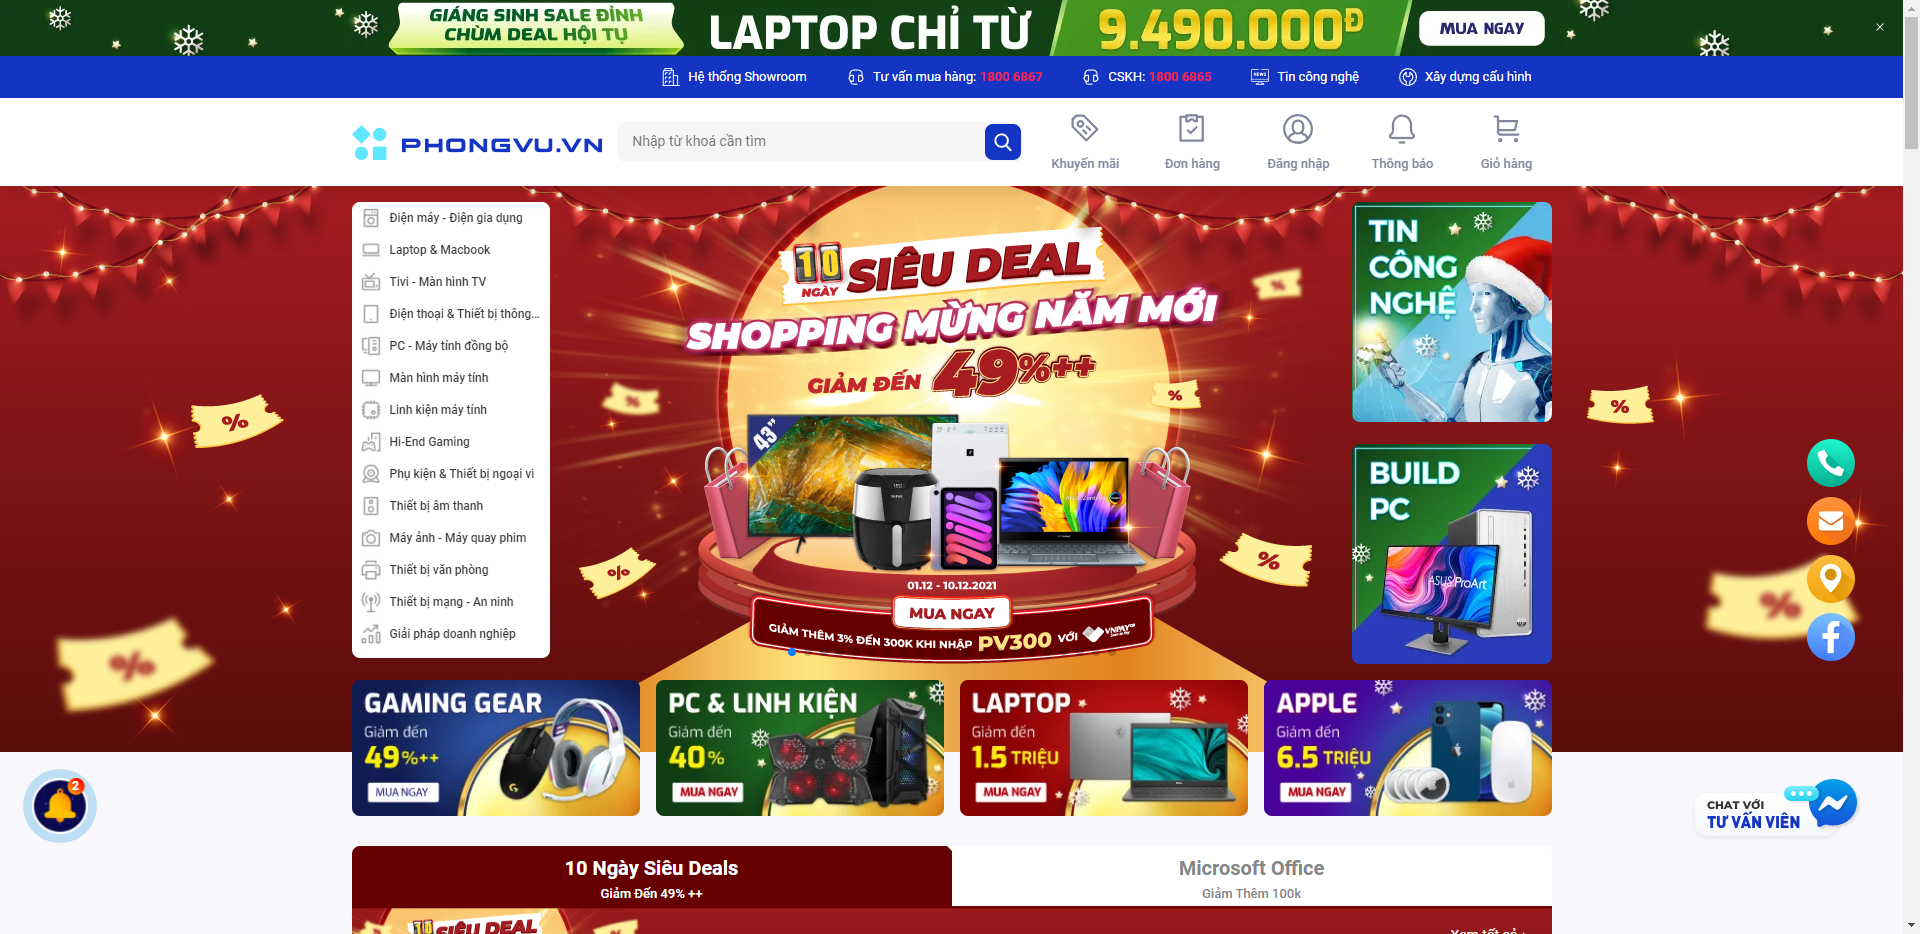 GIÁNG SINH SALE ĐỈNH
CHÙM DEAL HỘI TỤ
LAPTOP CHỈ TỪ
9.490.000Đ
MUA NGAY
Hệ thống Showroom
Tư vấn mua hàng: 1800 6867
CSKH: 1800 6865
NEWS
Tin công nghệ
Xây dựng cấu hình
PHONGVU.VN
Nhập từ khoá cần tìm
Khuyến mãi
Đơn hàng
Đăng nhập
Thông báo
Giỏ hàng
Điện máy - Điện gia dụng
Laptop & Macbook
Tivi - Màn hình TV
Điện thoại & Thiết bị thông...
PC - Máy tính đồng bộ
Màn hình máy tính
Linh kiện máy tính
Hi-End Gaming
Phụ kiện & Thiết bị ngoại vi
Thiết bị âm thanh
Máy ảnh - Máy quay phim
Thiết bị văn phòng
Thiết bị mạng - An ninh
Giải pháp doanh nghiệp
10
NGÀY
SIÊU DEAL
SHOPPING MỪNG NĂM MỚI
GIẢM ĐẾN 49%++
43"
%
%
%
%
%
%
%
%
%
01.12 - 10.12.2021
MUA NGAY
GIẢM THÊM 3% ĐẾN 300K KHI NHẬP PV300 VỚI VNPAY
TIN
CÔNG
NGHỆ
BUILD
PC
ASUS ProArt
GAMING GEAR
Giảm đến
49%++
MUA NGAY
PC & LINH KIỆN
Giảm đến
40%
MUA NGAY
LAPTOP
Giảm đến
1.5 TRIỆU
MUA NGAY
APPLE
Giảm đến
6.5 TRIỆU
MUA NGAY
2
CHAT VỚI
TƯ VẤN VIÊN
10 Ngày Siêu Deals
Giảm Đến 49% ++
Microsoft Office
Giảm Thêm 100k
10
SIÊU DEAL
Xem tất cả